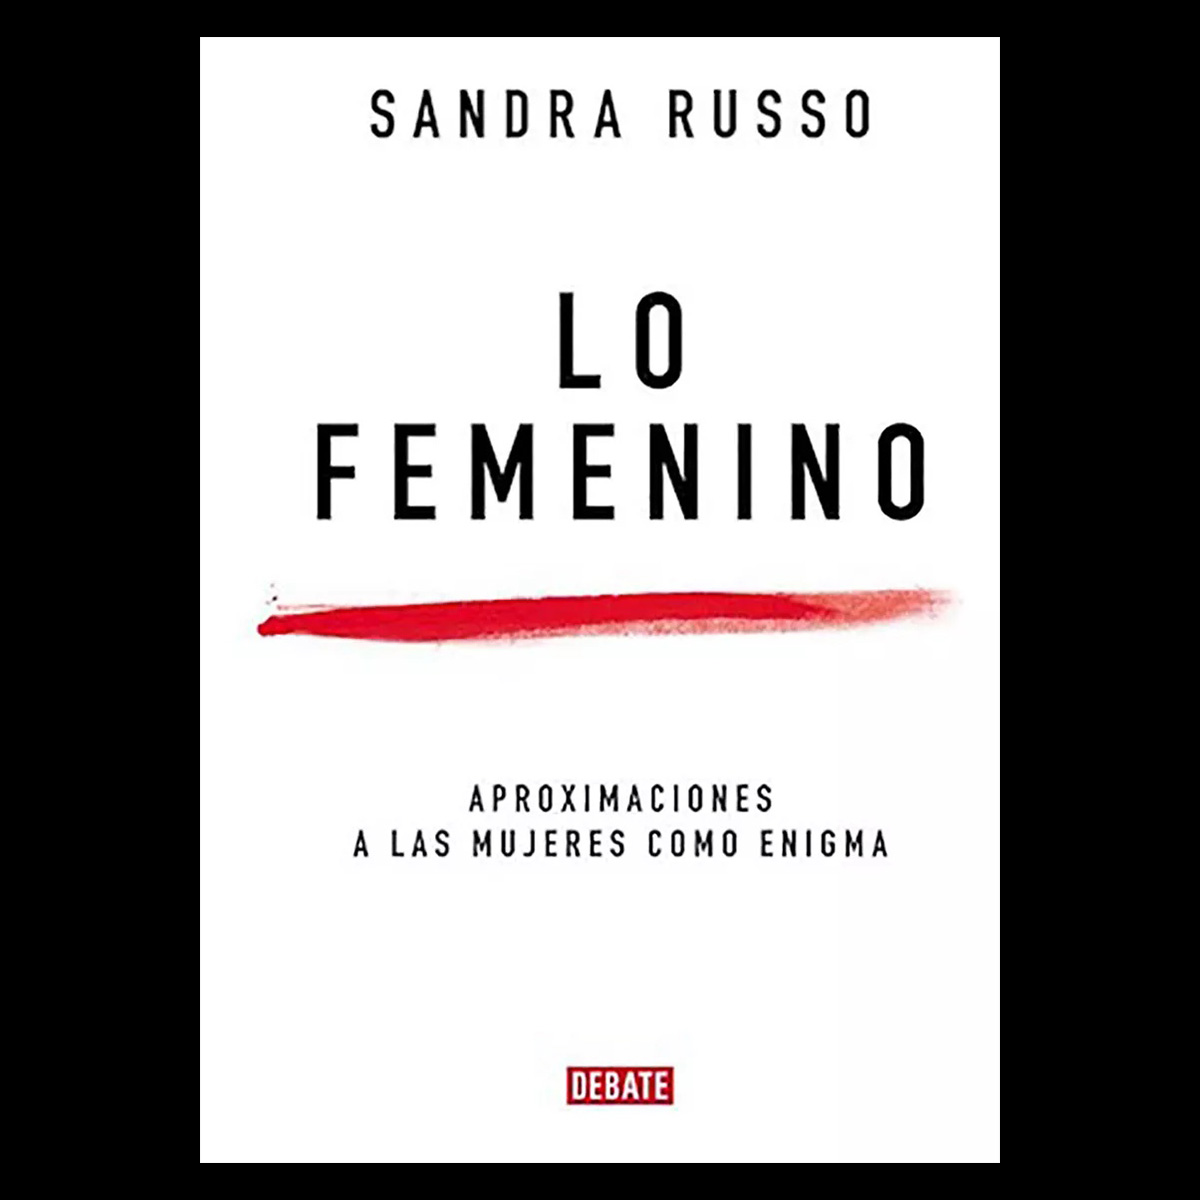 SANDRA RUSSO
LO
FEMENINO
APROXIMACIONES
A LAS MUJERES COMO ENIGMA
DEBATE